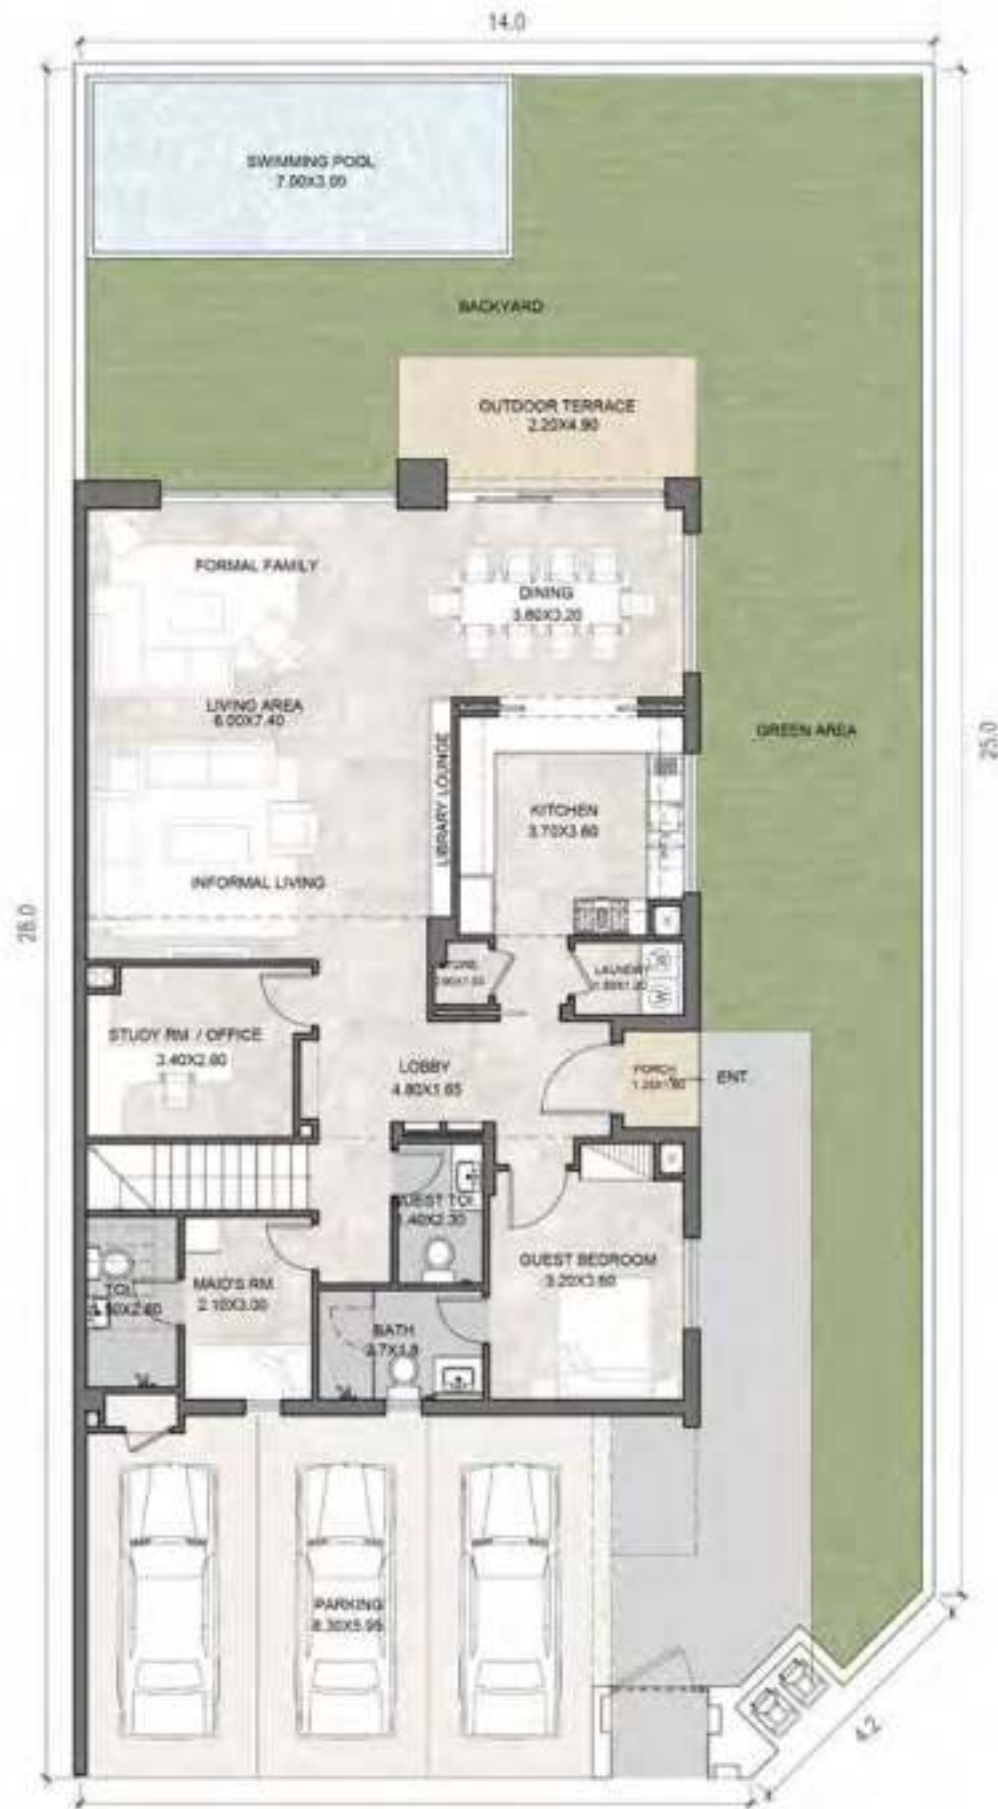 14.0
SWIMMING POOL
7.00X3.00
BACKYARD
OUTDOOR TERRACE
2.20X4.90
FORMAL FAMILY
DINING
3.80X3.20
LIVING AREA
6.00X7.40
GREEN AREA
25.0
LIBRARY LOUNGE
KITCHEN
3.70X3.60
INFORMAL LIVING
28.0
LAUNDRY
STUDY RM. / OFFICE
3.40X2.80
LOBBY
4.80X1.65
PORCH
ENT.
GUEST TOI.
1.40X2.30
GUEST BEDROOM
3.20X3.60
MAID'S RM.
2.10X3.00
TOI.
BATH
2.7X1.8
PARKING
8.30X5.95
4.2